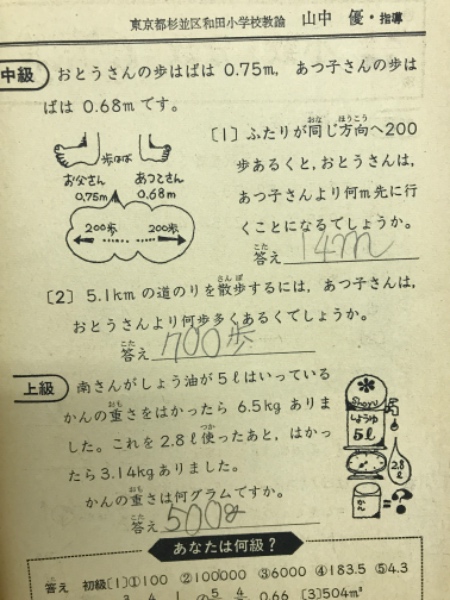 東京都杉並区和田小学校教諭 山中 優・指導
中級 おとうさんの歩はばは 0.75m, あつ子さんの歩は
ばは 0.68m です。
〔1〕ふたりが同じ方向へ200
歩あるくと,おとうさんは,
あつ子さんより何m先に行
くことになるでしょうか。
答え 14m
歩はば
お父さん あつ子さん
0.75m 0.68m
200歩 200歩
〔2〕 5.1km の道のりを散歩するには, あつ子さんは,
おとうさんより何歩多くあるくでしょうか。
答え 700歩
上級 南さんがしょう油が5ℓはいっている
かんの重さをはかったら 6.5kg ありま
した。これを 2.8ℓ使ったあと, はかっ
たら3.14kgありました。
かんの重さは何グラムですか。
答え 500g
Shoyu
しょうゆ
5ℓ
2.8ℓ
かん =?
あなたは何級？
答え 初級〔1〕①100 ②100000 ③6000 ④183.5 ⑤4.3
0.66 〔3〕504m³